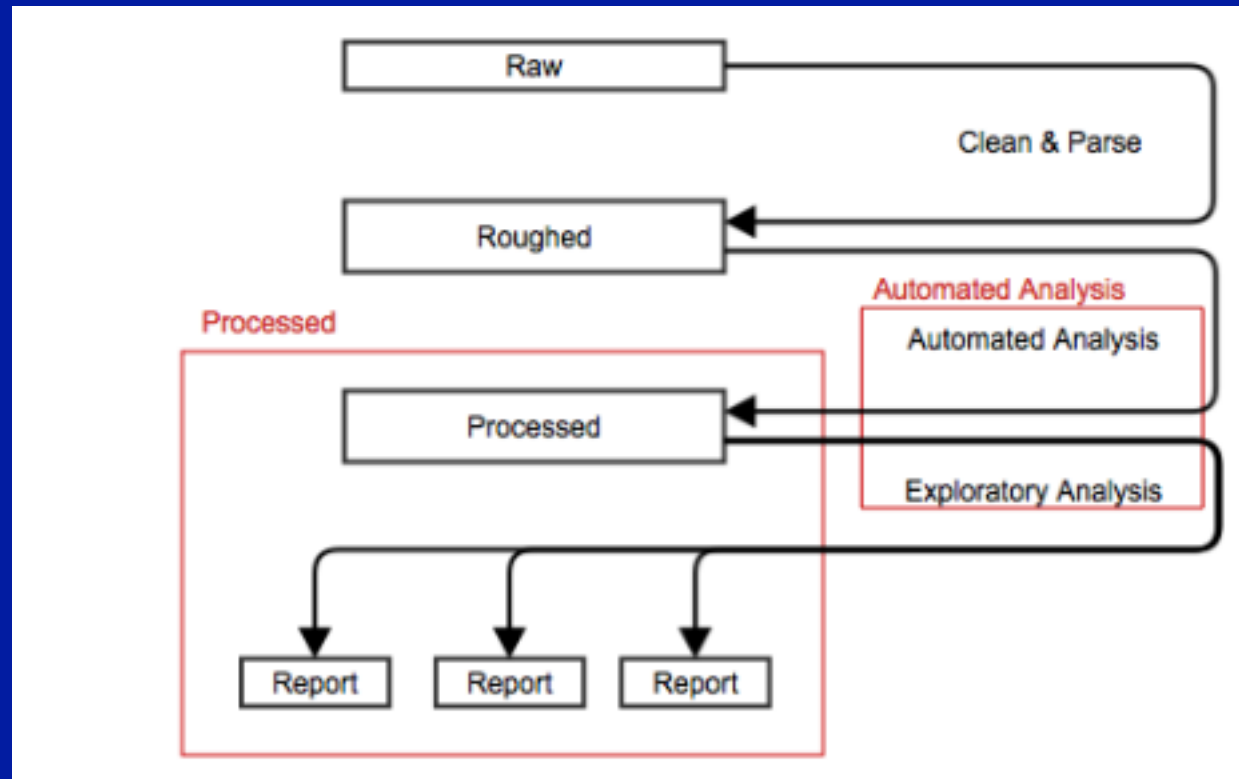 Raw
Clean & Parse
Roughed
Automated Analysis
Processed
Automated Analysis
Processed
Exploratory Analysis
Report Report Report